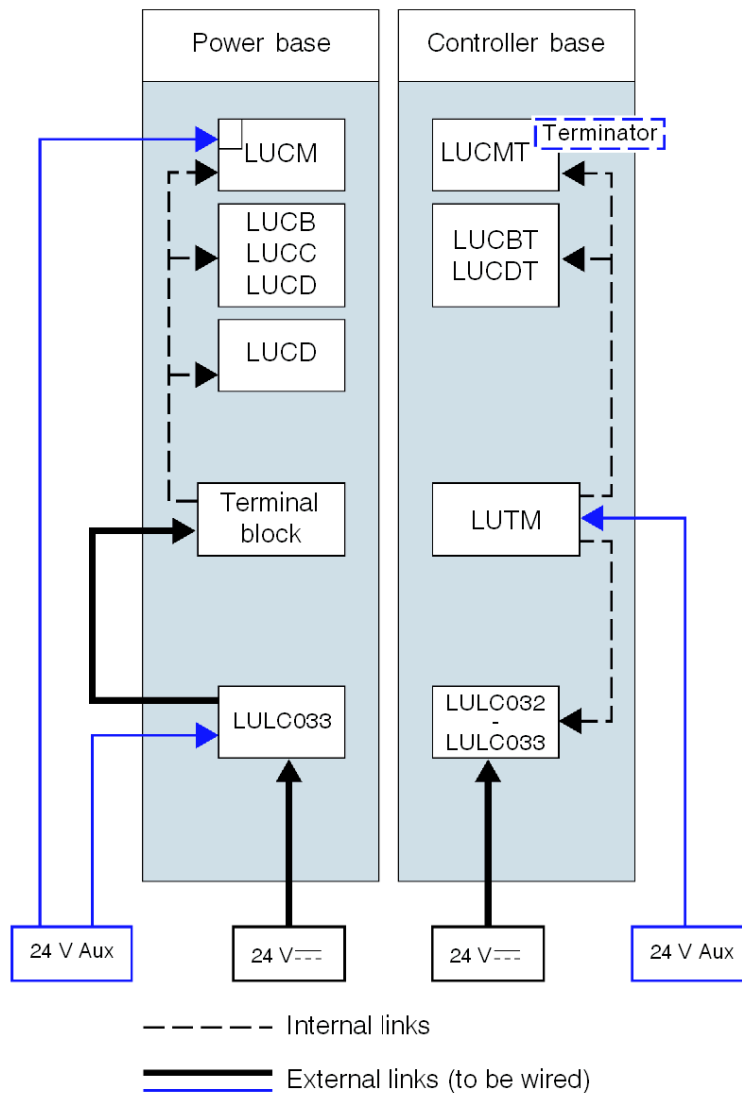 Power base
Controller base
LUCM
LUCMT
Terminator
LUCB
LUCC
LUCD
LUCBT
LUCDT
LUCD
Terminal
block
LUTM
LULC033
LULC032
-
LULC033
24 V Aux
24 V
24 V
24 V Aux
Internal links
External links (to be wired)